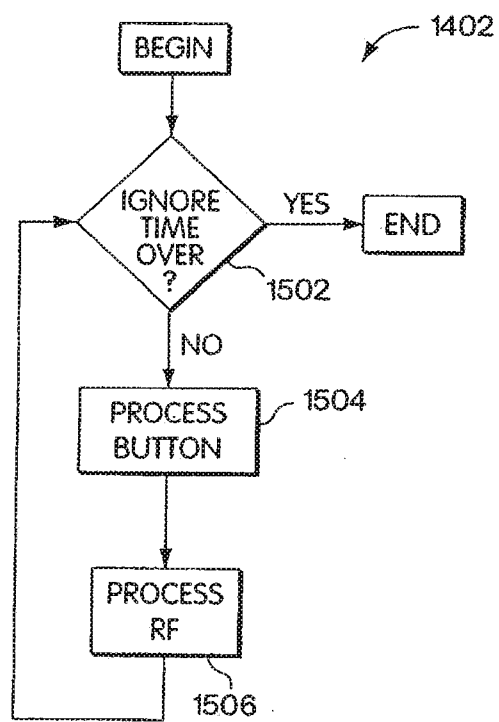 1402
BEGIN
IGNORE
TIME
OVER
?
YES
END
1502
NO
PROCESS
BUTTON
1504
PROCESS
RF
1506